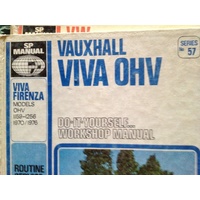 SP
MANUAL
VAUXHALL
VIVA OHV
SERIES
No 57
VIVA
FIRENZA
MODELS
OHV
1159-1256
1970/1976
DO-IT-YOURSELF...
WORKSHOP MANUAL
ROUTINE